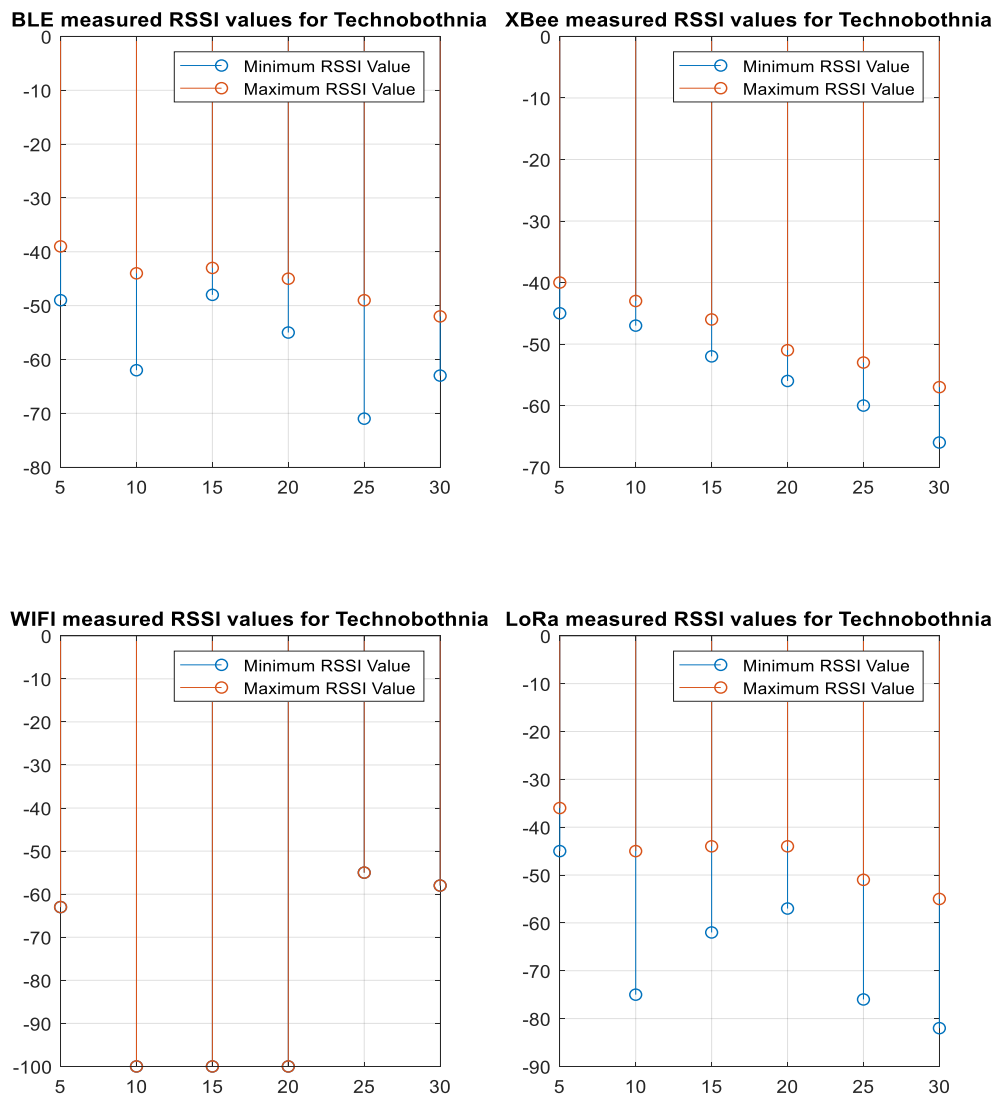 BLE measured RSSI values for Technobothnia
Minimum RSSI Value
Maximum RSSI Value
0
-10
-20
-30
-40
-50
-60
-70
-80
5 10 15 20 25 30
XBee measured RSSI values for Technobothnia
Minimum RSSI Value
Maximum RSSI Value
0
-10
-20
-30
-40
-50
-60
-70
5 10 15 20 25 30
WIFI measured RSSI values for Technobothnia
Minimum RSSI Value
Maximum RSSI Value
0
-10
-20
-30
-40
-50
-60
-70
-80
-90
-100
5 10 15 20 25 30
LoRa measured RSSI values for Technobothnia
Minimum RSSI Value
Maximum RSSI Value
0
-10
-20
-30
-40
-50
-60
-70
-80
-90
5 10 15 20 25 30